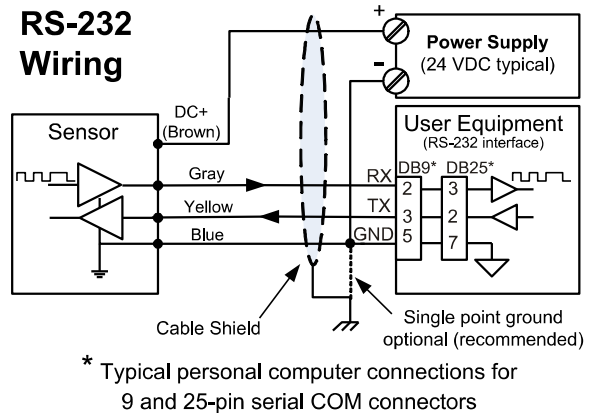 RS-232
Wiring
+
-
Power Supply
(24 VDC typical)
DC+
(Brown)
Sensor
User Equipment
(RS-232 interface)
DB9* DB25*
Gray
RX
2
3
Yellow
TX
3
2
Blue
GND
5
7
Cable Shield
Single point ground
optional (recommended)
* Typical personal computer connections for
9 and 25-pin serial COM connectors